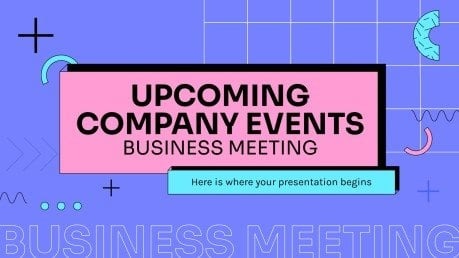 UPCOMING
COMPANY EVENTS
BUSINESS MEETING
Here is where your presentation begins
BUSINESS MEETING